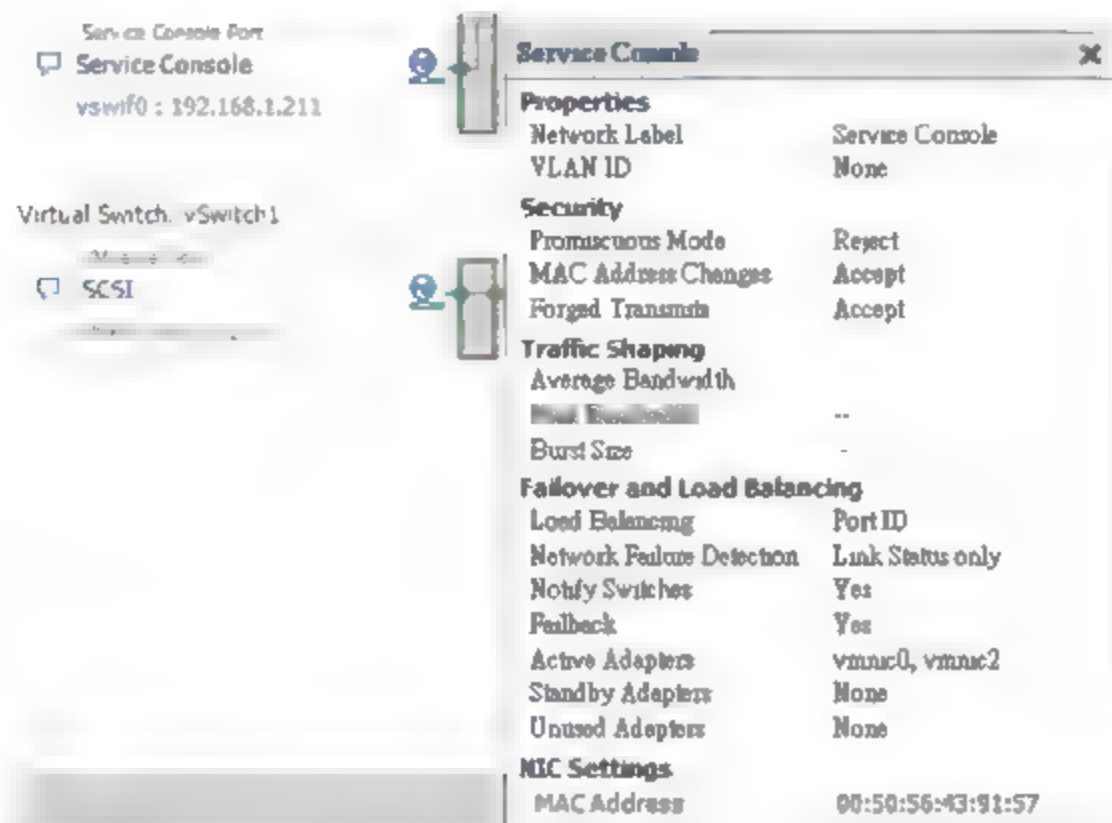 Service Console Port
Service Console
vswif0 : 192.168.1.211
Virtual Switch: vSwitch1
SCSI
Service Console
Properties
Network Label Service Console
VLAN ID None
Security
Promiscuous Mode Reject
MAC Address Changes Accept
Forged Transmits Accept
Traffic Shaping
Average Bandwidth
--
Burst Size -
Failover and Load Balancing
Load Balancing Port ID
Network Failure Detection Link Status only
Notify Switches Yes
Failback Yes
Active Adapters vmnic0, vmnic2
Standby Adapters None
Unused Adapters None
NIC Settings
MAC Address 00:50:56:43:91:57